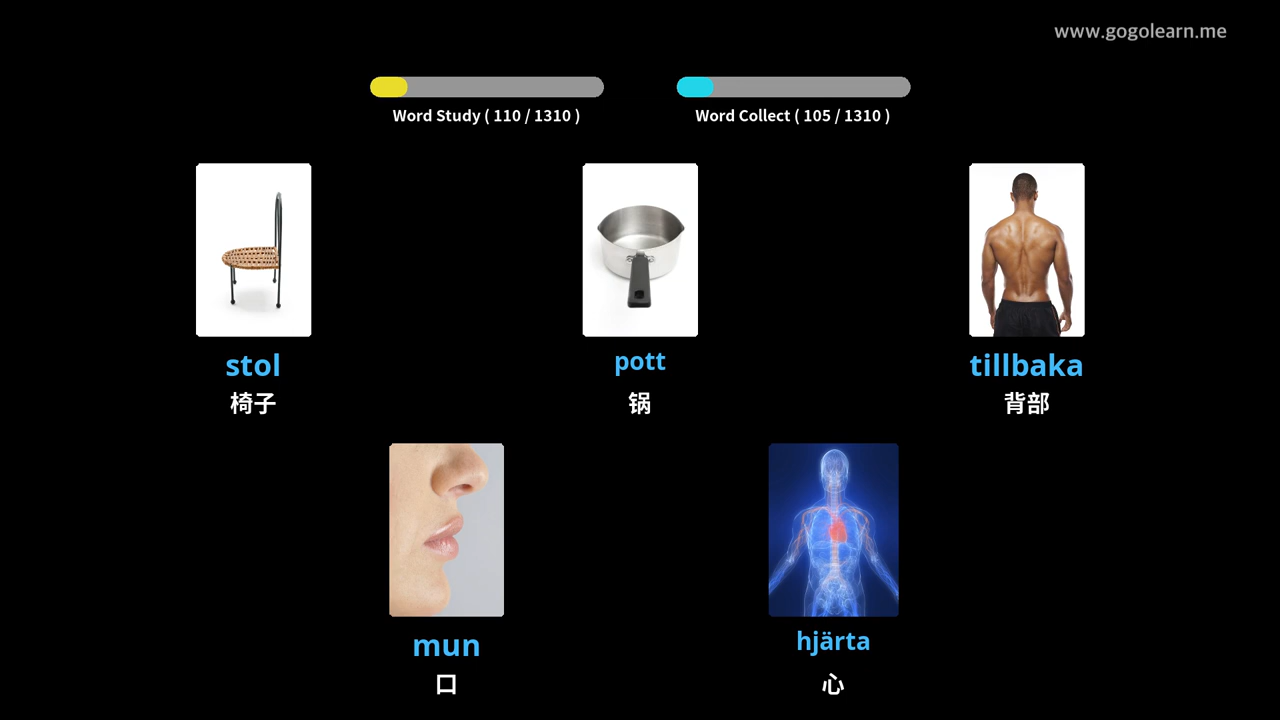 www.gogolearn.me
Word Study ( 110 / 1310 )
Word Collect ( 105 / 1310 )
stol
椅子
pott
锅
tillbaka
背部
mun
口
hjärta
心